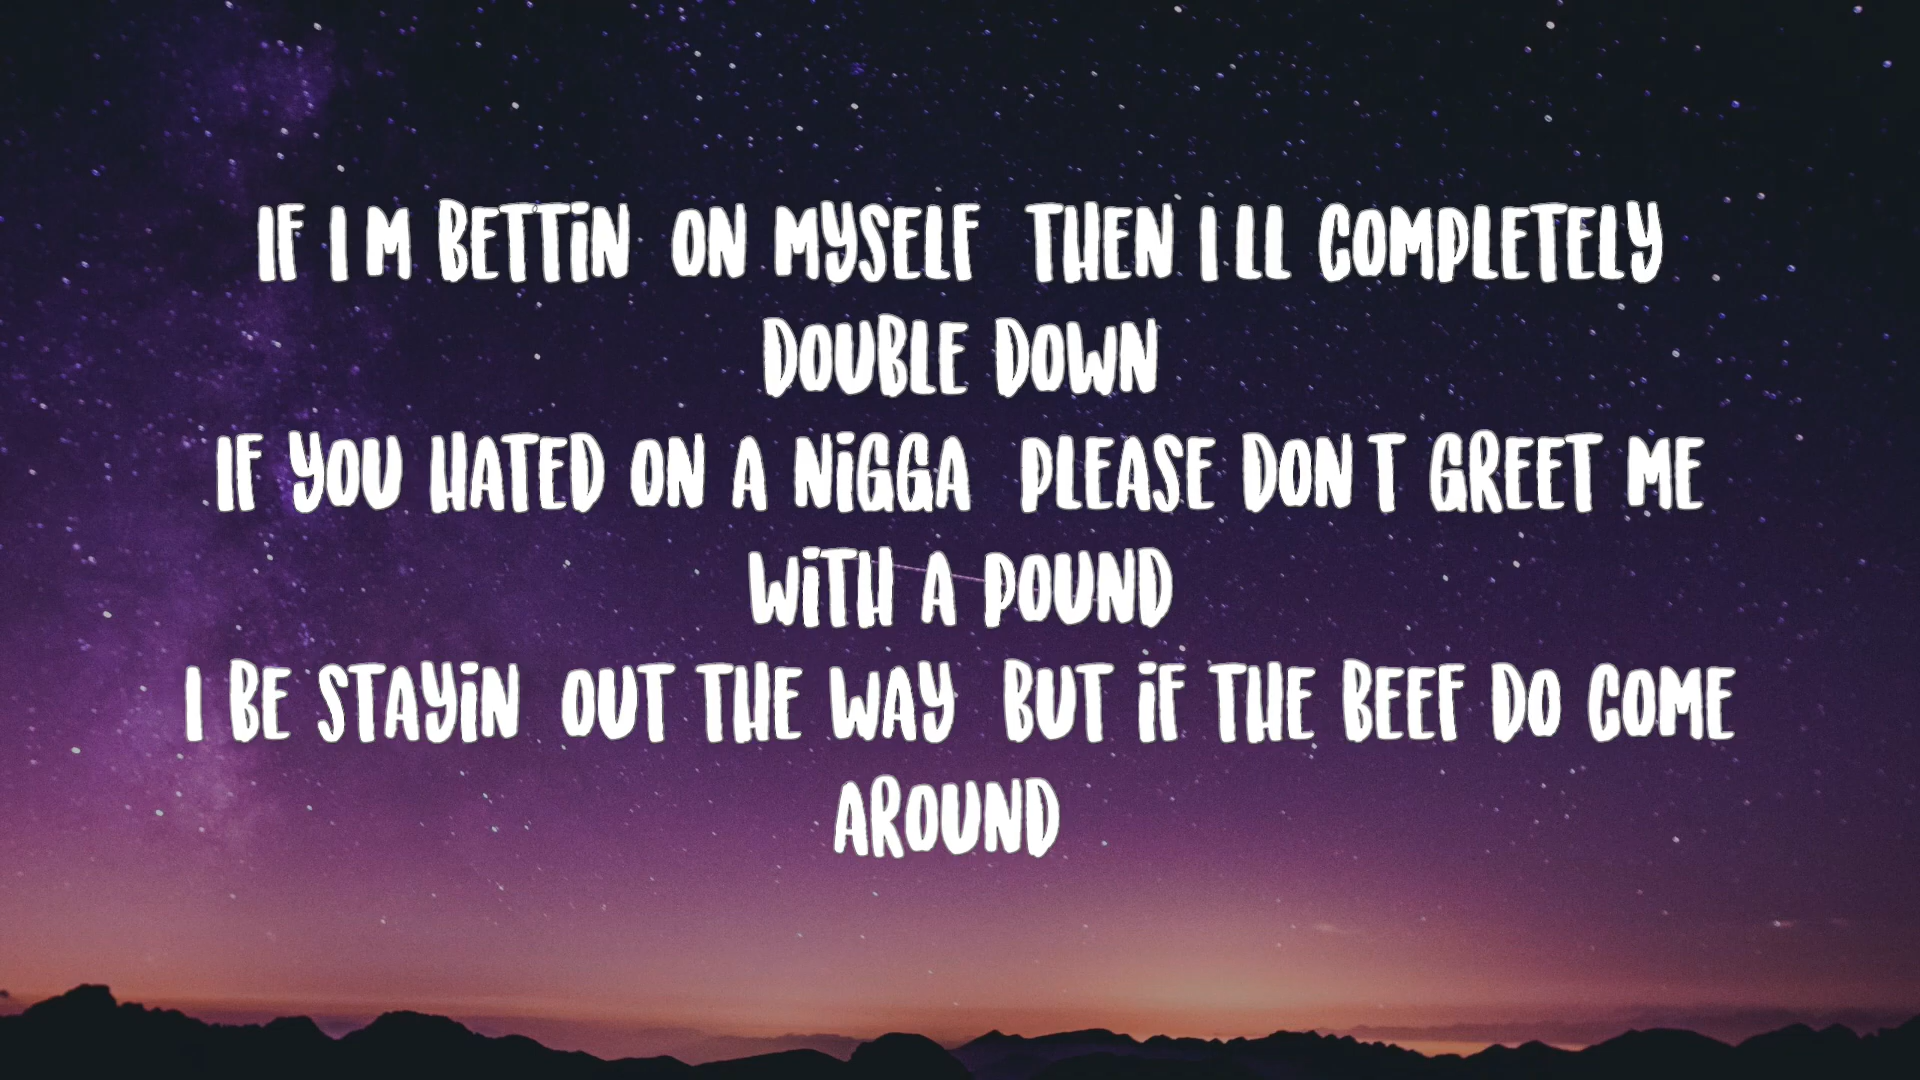 IF I M BETTIN  ON MYSELF  THEN I LL COMPLETELY
DOUBLE DOWN
IF YOU HATED ON A NIGGA  PLEASE DON T GREET ME
WITH A POUND
I BE STAYIN  OUT THE WAY  BUT IF THE BEEF DO COME
AROUND